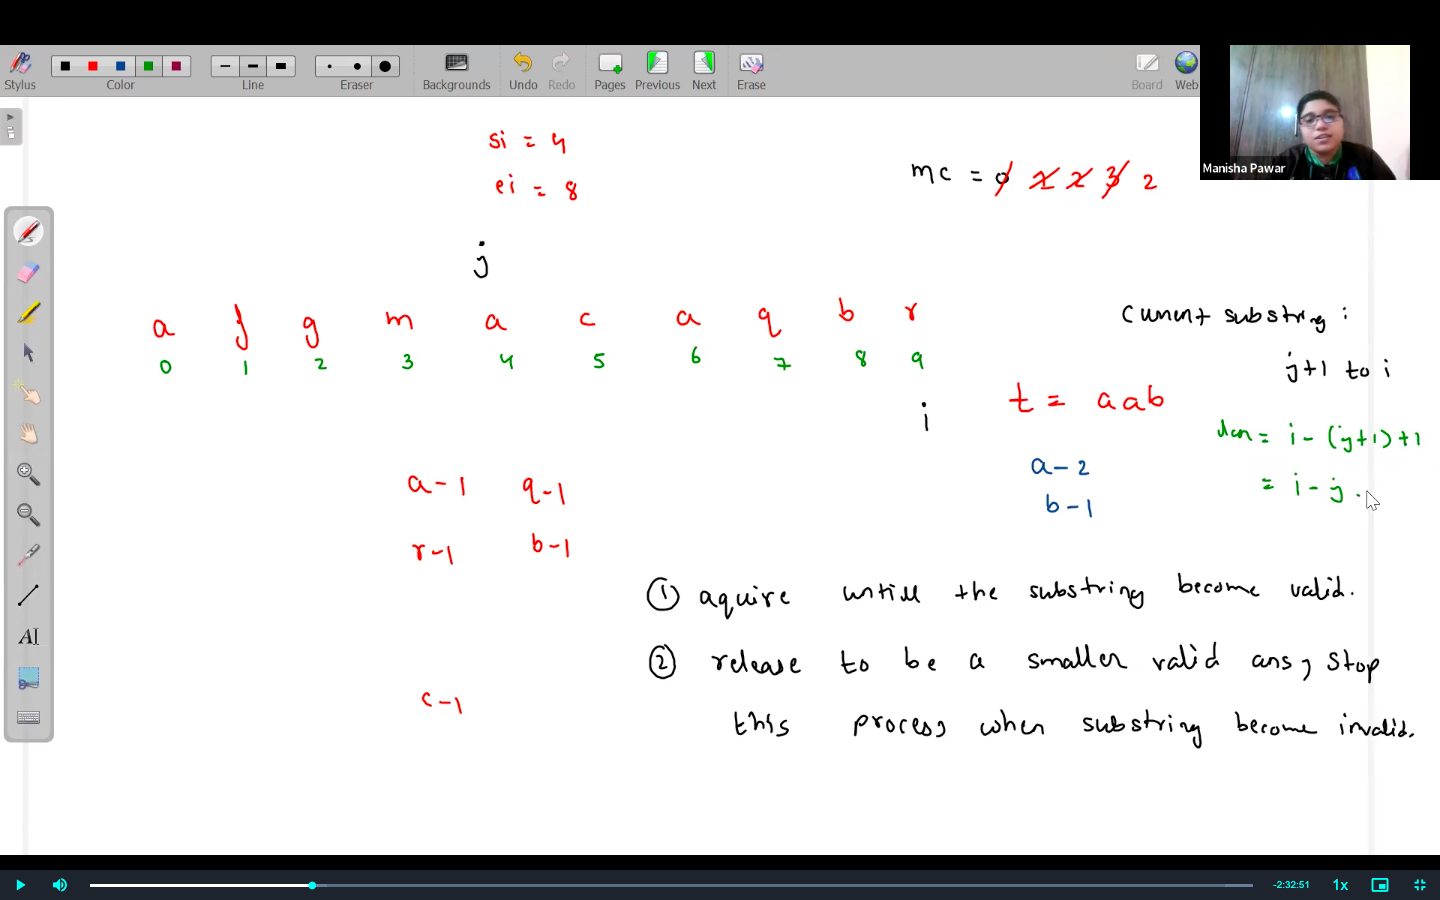 Stylus
Color
Line
Eraser
Backgrounds
Undo
Redo
Pages
Previous
Next
Erase
Board
Web
Manisha Pawar
si = 4
ei = 8
mc = 0 1 2 3 2
j
a f g m a c a q b r
0 1 2 3 4 5 6 7 8 9
i
current substring :
j+1 to i
t = aab
len = i - (j+1) +1
= i - j .
a - 2
b - 1
a - 1 q - 1
r - 1 b - 1
c - 1
① aquire untill the substring become valid.
② release to be a smaller valid ans, stop
this process when substring become invalid.
AI
-2:32:51
1x